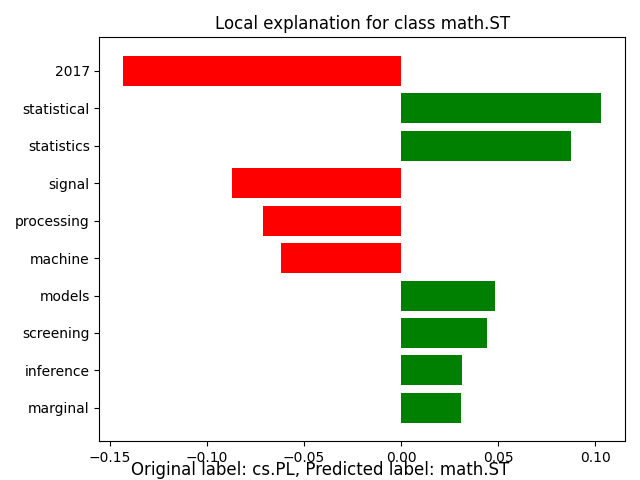 Local explanation for class math.ST
2017
statistical
statistics
signal
processing
machine
models
screening
inference
marginal
−0.15 −0.10 −0.05 0.00 0.05 0.10
Original label: cs.PL, Predicted label: math.ST